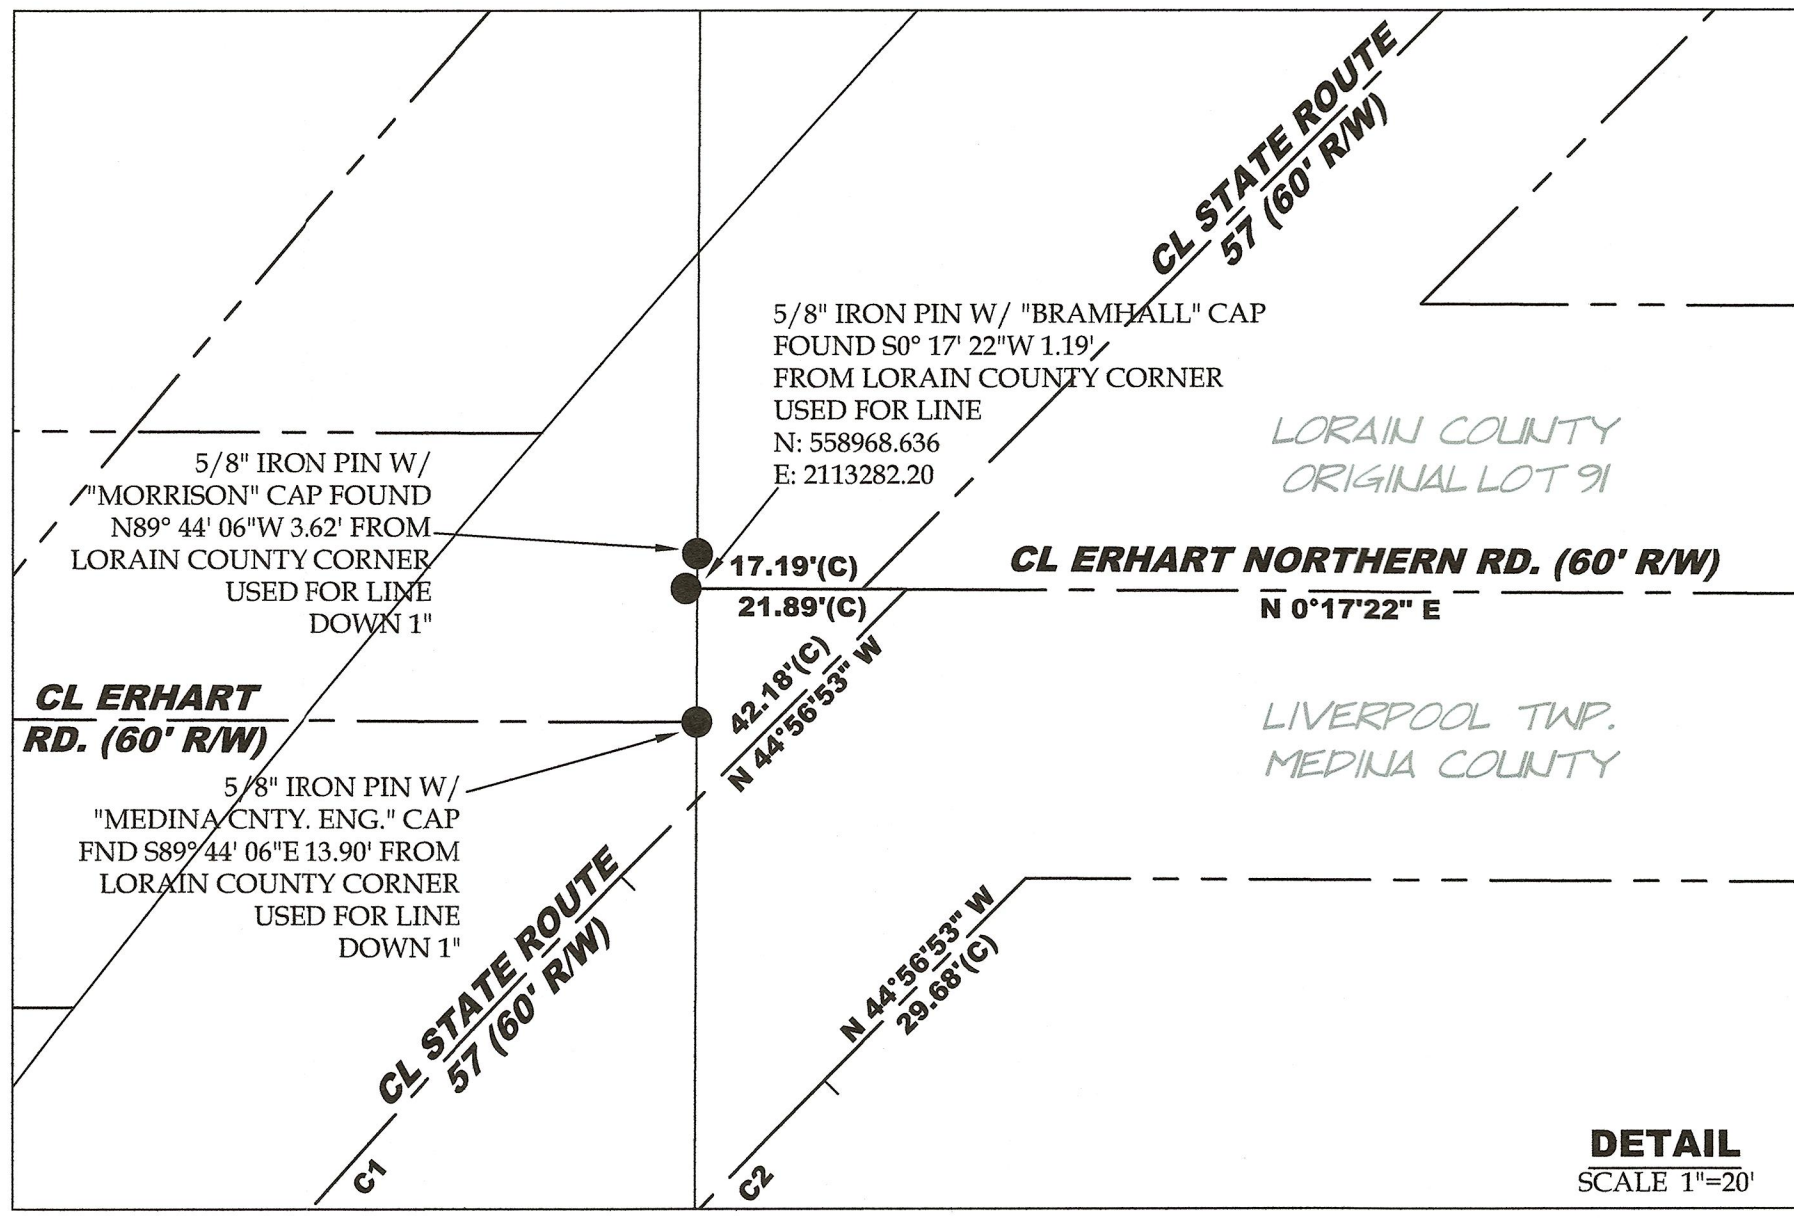 CL STATE ROUTE
57 (60' R/W)
5/8" IRON PIN W/ "BRAMHALL" CAP
FOUND S0° 17' 22"W 1.19'
FROM LORAIN COUNTY CORNER
USED FOR LINE
N: 558968.636
E: 2113282.20
LORAIN COUNTY
ORIGINAL LOT 91
5/8" IRON PIN W/
"MORRISON" CAP FOUND
N89° 44' 06"W 3.62' FROM
LORAIN COUNTY CORNER
USED FOR LINE
DOWN 1"
17.19'(C)
21.89'(C)
CL ERHART NORTHERN RD. (60' R/W)
N 0°17'22" E
42.18'(C)
N 44°56'53" W
CL ERHART
RD. (60' R/W)
LIVERPOOL TWP.
MEDINA COUNTY
5/8" IRON PIN W/
"MEDINA CNTY. ENG." CAP
FND S89° 44' 06"E 13.90' FROM
LORAIN COUNTY CORNER
USED FOR LINE
DOWN 1"
CL STATE ROUTE
57 (60' R/W)
N 44°56'53" W
29.68'(C)
C1
C2
DETAIL
SCALE 1"=20'